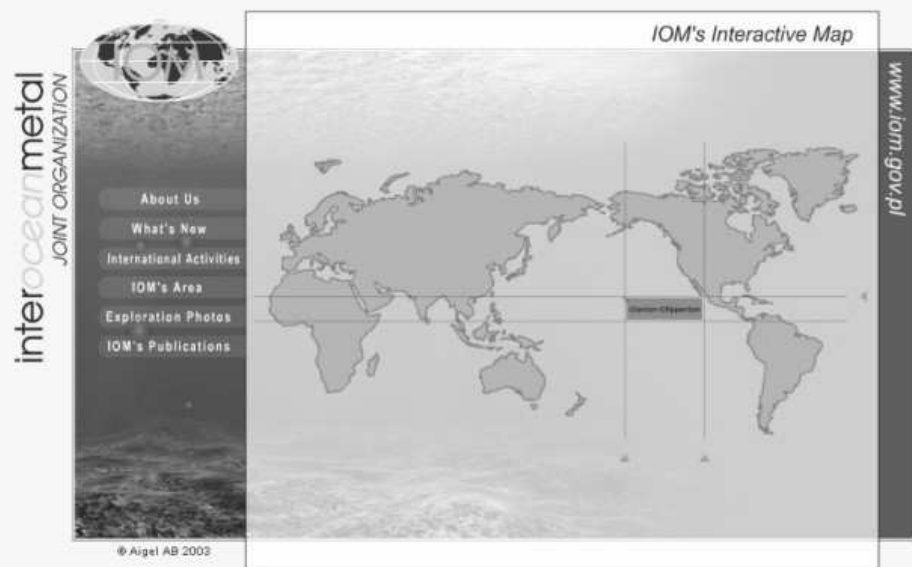 IOM's Interactive Map
interoceanmetal
JOINT ORGANIZATION
IOM
About Us
What's New
International Activities
IOM's Area
Exploration Photos
IOM's Publications
Clarion-Clipperton
www.iom.gov.pl
© Aigel AB 2003